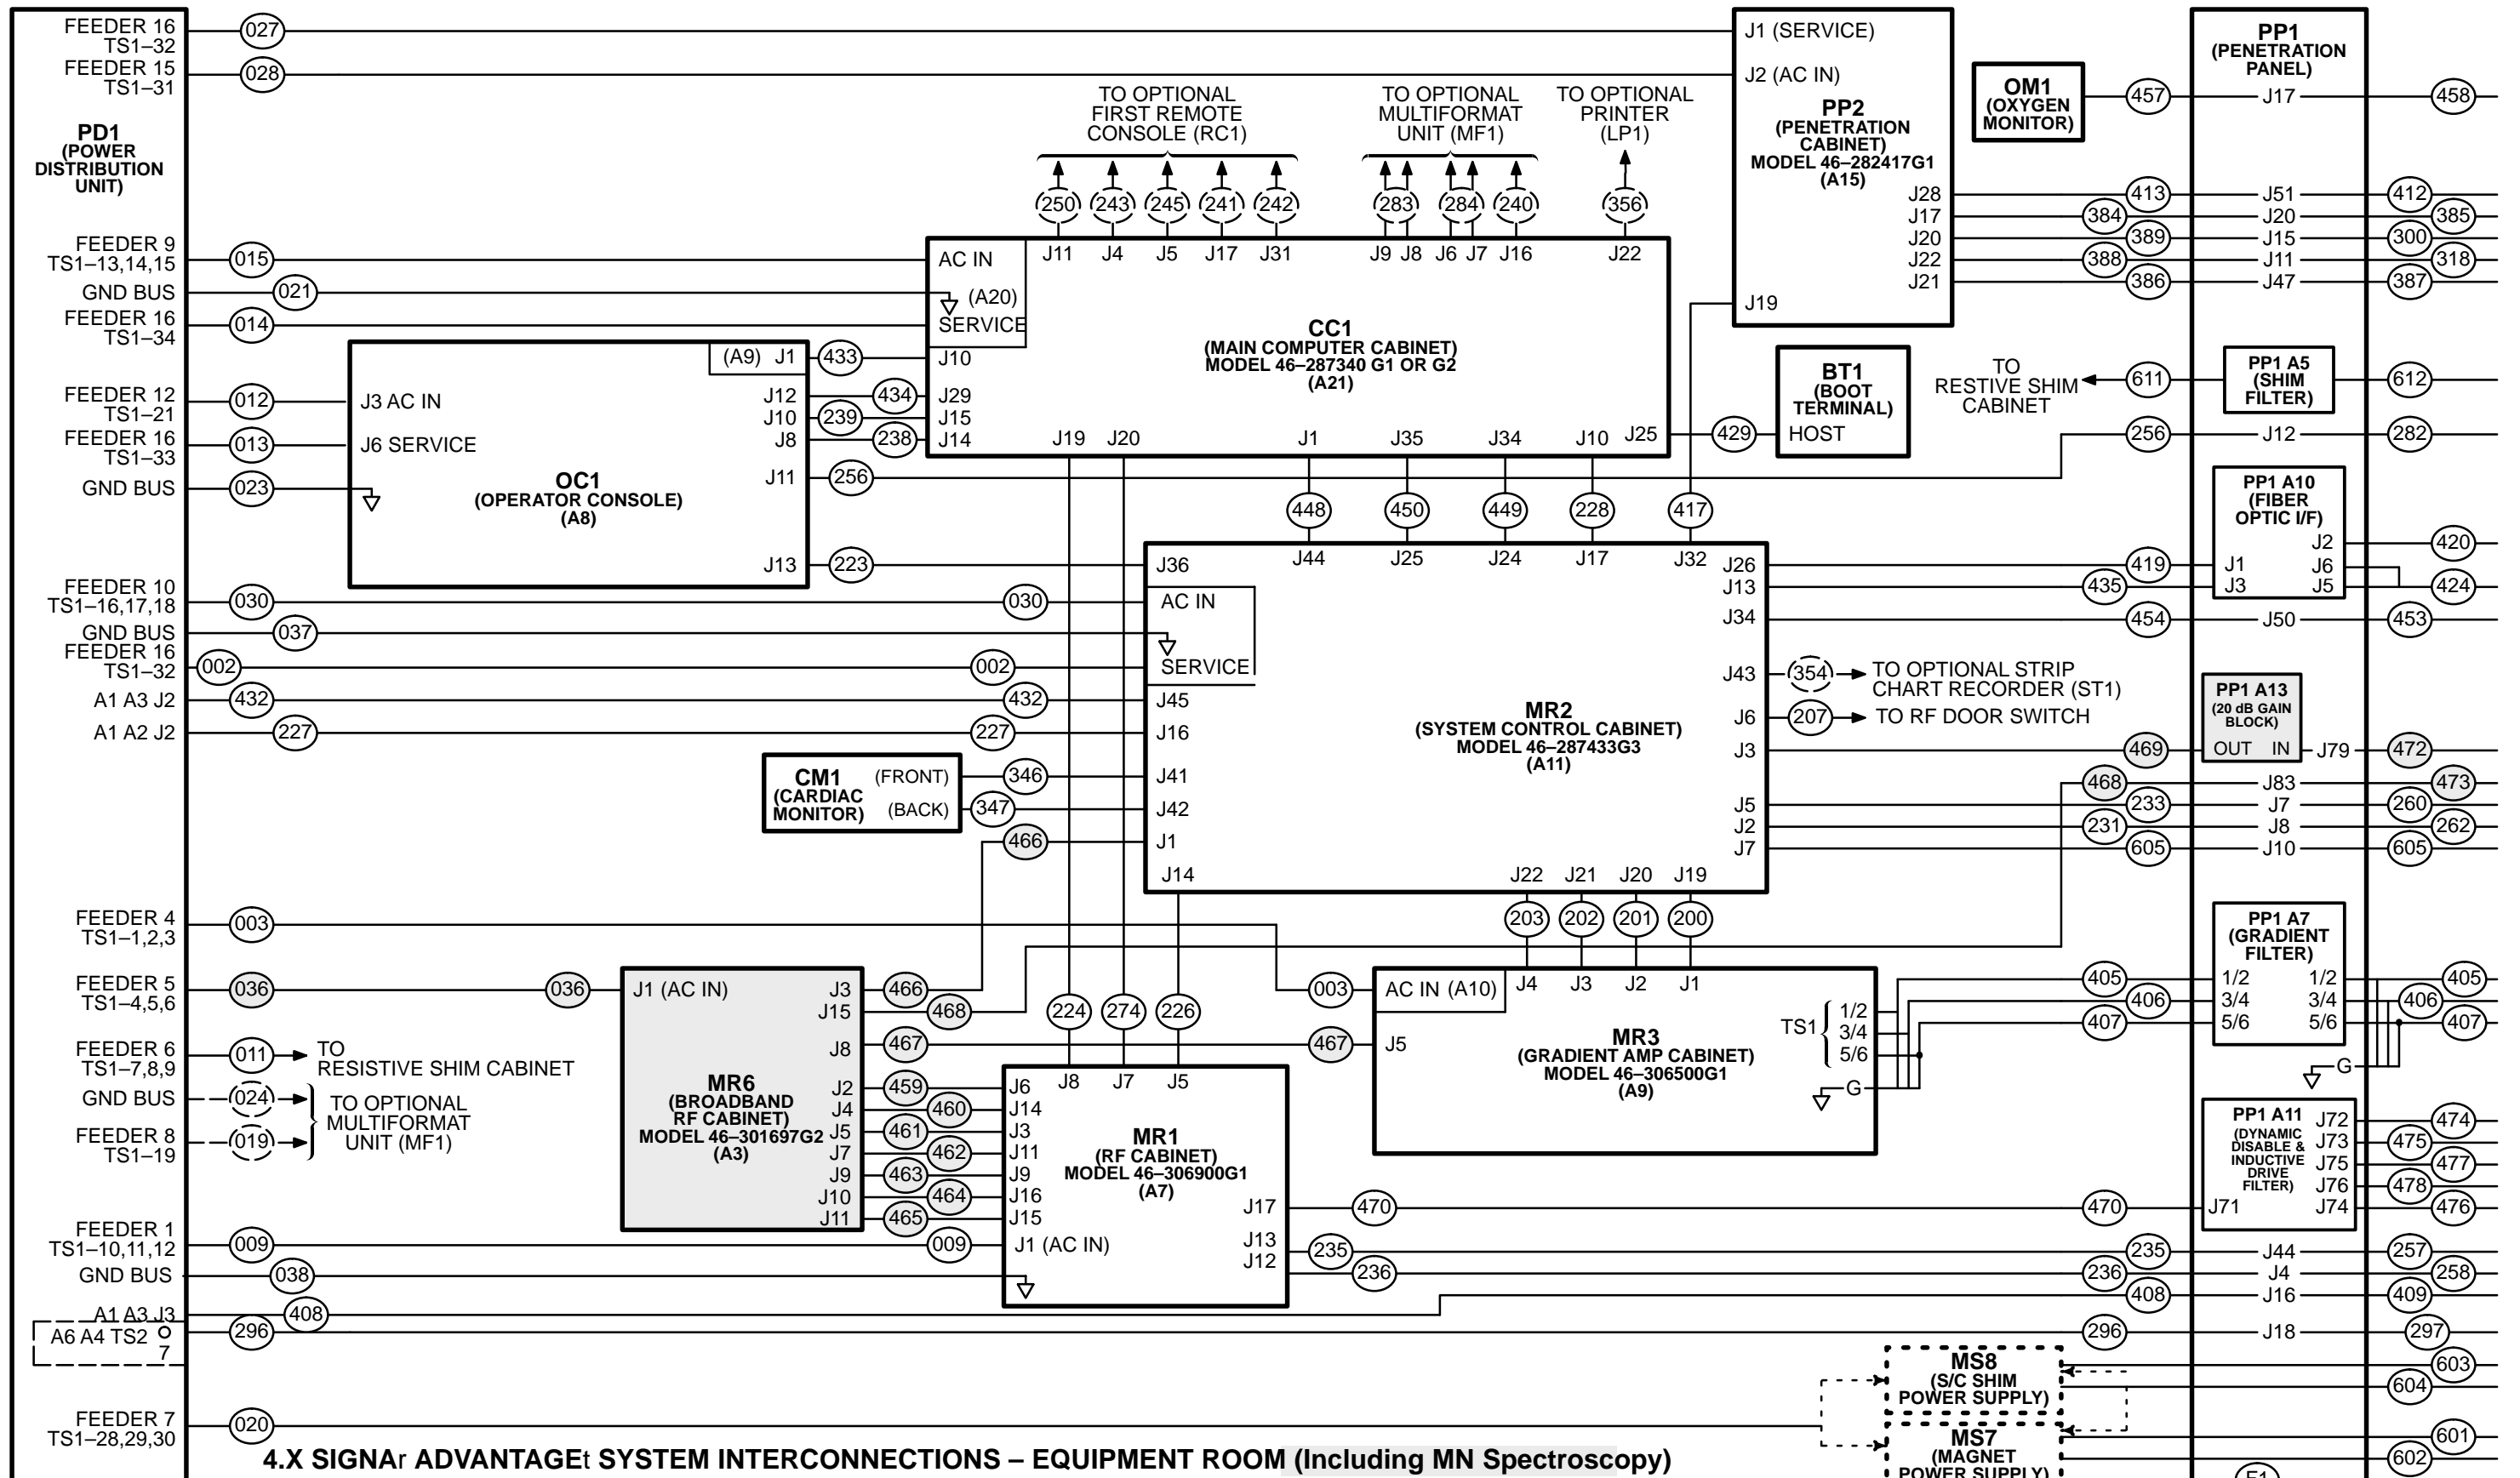 FEEDER 16
TS1–32
027
FEEDER 15
TS1–31
028
PD1
(POWER
DISTRIBUTION
UNIT)
FEEDER 9
TS1–13,14,15
015
GND BUS
021
FEEDER 16
TS1–34
014
FEEDER 12
TS1–21
012
FEEDER 16
TS1–33
013
GND BUS
023
FEEDER 10
TS1–16,17,18
030
030
GND BUS
037
FEEDER 16
TS1–32
002
002
A1 A3 J2
432
432
A1 A2 J2
227
227
FEEDER 4
TS1–1,2,3
003
003
FEEDER 5
TS1–4,5,6
036
036
FEEDER 6
TS1–7,8,9
011
TO
RESISTIVE SHIM CABINET
GND BUS
024
FEEDER 8
TS1–19
019
TO OPTIONAL
MULTIFORMAT
UNIT (MF1)
FEEDER 1
TS1–10,11,12
009
009
GND BUS
038
A1 A3 J3
408
A6 A4 TS2
7
296
FEEDER 7
TS1–28,29,30
020
J3 AC IN
J6 SERVICE
OC1
(OPERATOR CONSOLE)
(A8)
(A9) J1
433
J12
434
J10
239
J8
238
J11
256
J13
223
TO OPTIONAL
FIRST REMOTE
CONSOLE (RC1)
250
243
245
241
242
TO OPTIONAL
MULTIFORMAT
UNIT (MF1)
283
284
240
TO OPTIONAL
PRINTER
(LP1)
356
AC IN
(A20)
SERVICE
J11 J4 J5 J17 J31
J9 J8 J6 J7 J16
J22
J10
J29
J15
J14
CC1
(MAIN COMPUTER CABINET)
MODEL 46–287340 G1 OR G2
(A21)
J19 J20 J1 J35 J34 J10 J25
448
450
449
228
417
429
BT1
(BOOT
TERMINAL)
HOST
J1 (SERVICE)
J2 (AC IN)
PP2
(PENETRATION
CABINET)
MODEL 46–282417G1
(A15)
J28
J17
J20
J22
J21
J19
OM1
(OXYGEN
MONITOR)
J36
AC IN
SERVICE
J45
J16
J41
J42
J1
J14
J44 J25 J24 J17 J32
MR2
(SYSTEM CONTROL CABINET)
MODEL 46–287433G3
(A11)
J26
J13
J34
J43
J6
J3
J5
J2
J7
J22 J21 J20 J19
203
202
201
200
354
TO OPTIONAL STRIP
CHART RECORDER (ST1)
207
TO RF DOOR SWITCH
CM1
(CARDIAC
MONITOR)
(FRONT)
(BACK)
346
347
466
J1 (AC IN)
MR6
(BROADBAND
RF CABINET)
MODEL 46–301697G2
(A3)
J3
466
J15
468
J8
467
467
J2
459
J6
J4
460
J14
J5
461
J3
J7
462
J11
J9
463
J9
J10
464
J16
J11
465
J15
224
274
226
J8 J7 J5
MR1
(RF CABINET)
MODEL 46–306900G1
(A7)
J1 (AC IN)
J17
470
J13
235
J12
236
AC IN (A10)
J4 J3 J2 J1
J5
MR3
(GRADIENT AMP CABINET)
MODEL 46–306500G1
(A9)
TS1
1/2
3/4
5/6
G
PP1
(PENETRATION
PANEL)
457
J17
458
413
J51
412
384
J20
385
389
J15
300
388
J11
318
386
J47
387
TO
RESTIVE SHIM
CABINET
611
PP1 A5
(SHIM
FILTER)
612
256
J12
282
PP1 A10
(FIBER
OPTIC I/F)
J2
420
419
J1
J6
435
J3
J5
424
454
J50
453
PP1 A13
(20 dB GAIN
BLOCK)
469
OUT IN
J79
472
468
J83
473
233
J7
260
231
J8
262
605
J10
605
PP1 A7
(GRADIENT
FILTER)
405
1/2
1/2
405
406
3/4
3/4
406
407
5/6
5/6
407
G
PP1 A11
(DYNAMIC
DISABLE &
INDUCTIVE
DRIVE
FILTER)
J72
474
J73
475
J75
477
J76
478
470
J71
J74
476
235
J44
257
236
J4
258
408
J16
409
296
J18
297
MS8
(S/C SHIM
POWER SUPPLY)
603
604
MS7
(MAGNET
POWER SUPPLY)
601
602
E1
4.X SIGNAr ADVANTAGEt SYSTEM INTERCONNECTIONS – EQUIPMENT ROOM (Including MN Spectroscopy)